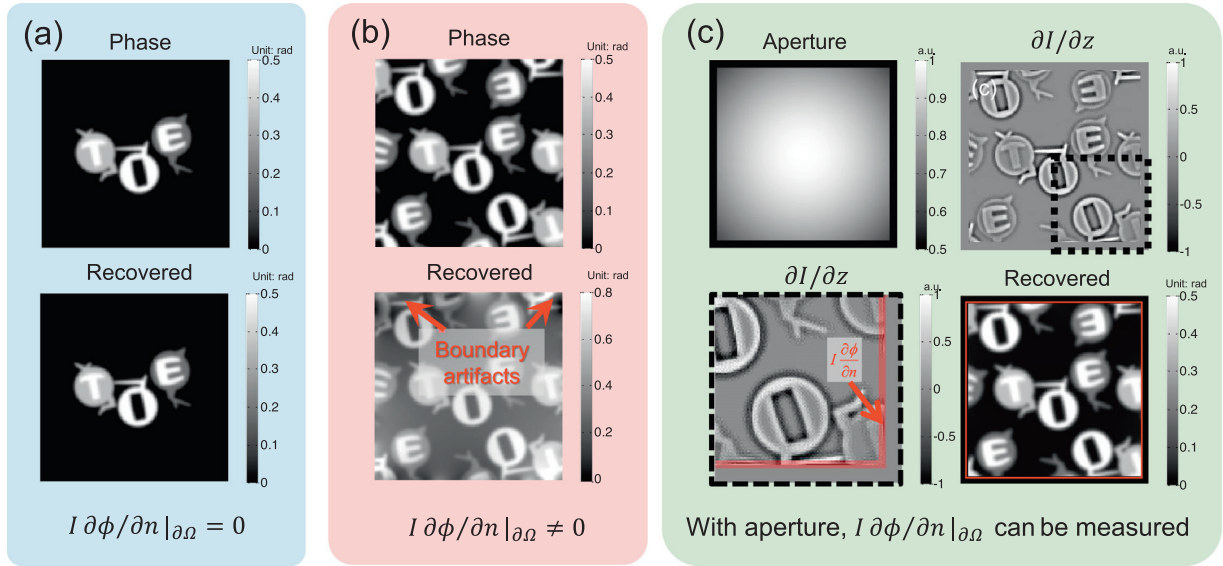 (a)
Phase
Unit: rad
0.5
0.4
0.3
0.2
0.1
0
T O E
Recovered
Unit: rad
0.5
0.4
0.3
0.2
0.1
0
T O E
I ∂ϕ/∂n|∂Ω = 0
(b)
Phase
Unit: rad
0.5
0.4
0.3
0.2
0.1
0
Recovered
Unit: rad
0.8
0.6
0.4
0.2
0
Boundary
artifacts
I ∂ϕ/∂n|∂Ω ≠ 0
(c)
Aperture
a.u.
1
0.9
0.8
0.7
0.6
0.5
∂I/∂z
a.u.
1
0.5
0
-0.5
-1
(c)
∂I/∂z
a.u.
1
0.5
0
-0.5
-1
I ∂ϕ/∂n
Recovered
Unit: rad
0.5
0.4
0.3
0.2
0.1
0
With aperture, I ∂ϕ/∂n|∂Ω can be measured